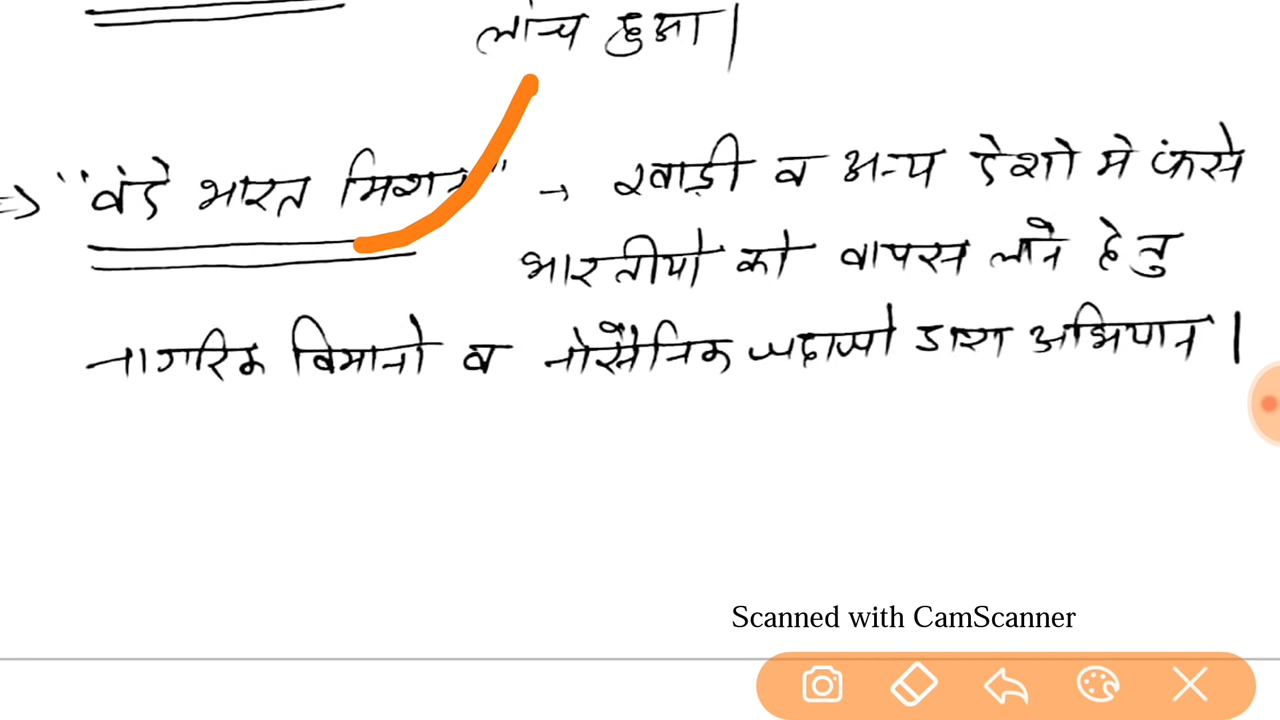 लांच हुआ।
=> "वंदे भारत मिशन" → खाड़ी व अन्य देशो मे फंसे
भारतीयो को वापस लाने हेतु
नागरिक विमानो व नोसैनिक जहाजो द्वारा अभियान।
Scanned with CamScanner